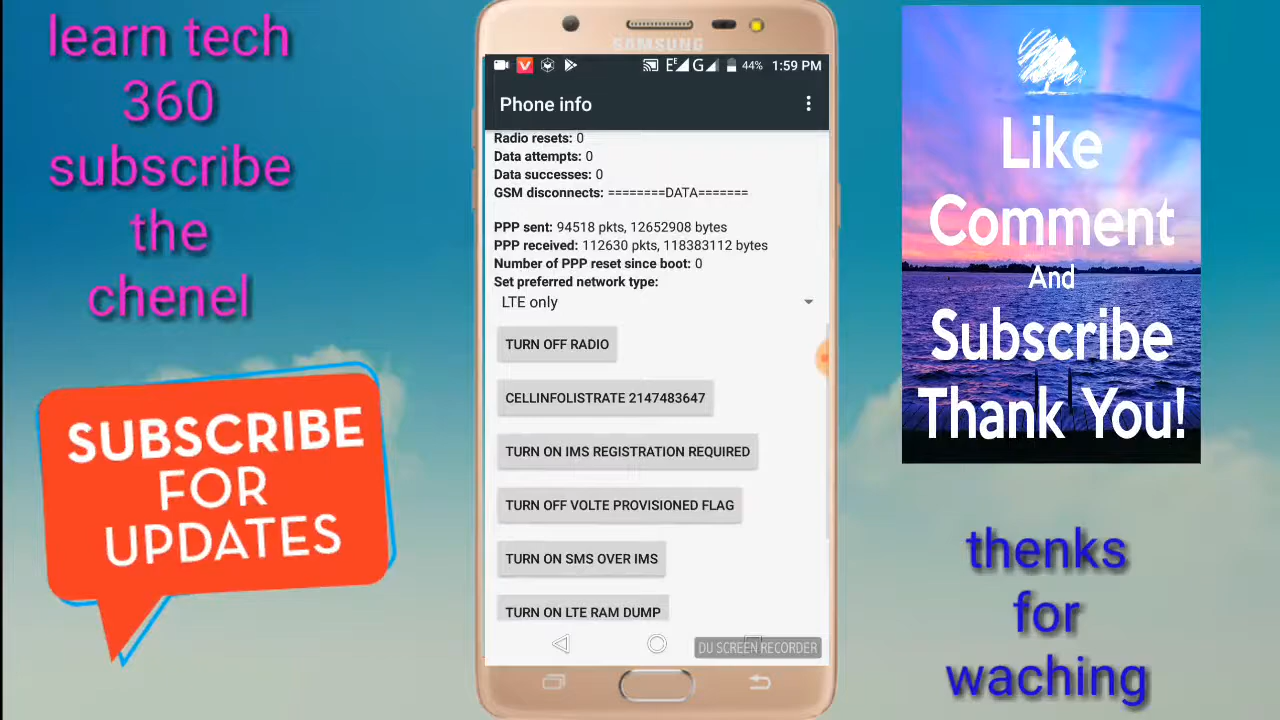 learn tech
360
subscribe
the
chenel
SUBSCRIBE
FOR
UPDATES
SAMSUNG
44% 1:59 PM
Phone info
Radio resets: 0
Data attempts: 0
Data successes: 0
GSM disconnects: ========DATA=======
PPP sent: 94518 pkts, 12652908 bytes
PPP received: 112630 pkts, 118383112 bytes
Number of PPP reset since boot: 0
Set preferred network type:
LTE only
TURN OFF RADIO
CELLINFOLISTRATE 2147483647
TURN ON IMS REGISTRATION REQUIRED
TURN OFF VOLTE PROVISIONED FLAG
TURN ON SMS OVER IMS
TURN ON LTE RAM DUMP
DU SCREEN RECORDER
Like
Comment
And
Subscribe
Thank You!
thenks
for
waching